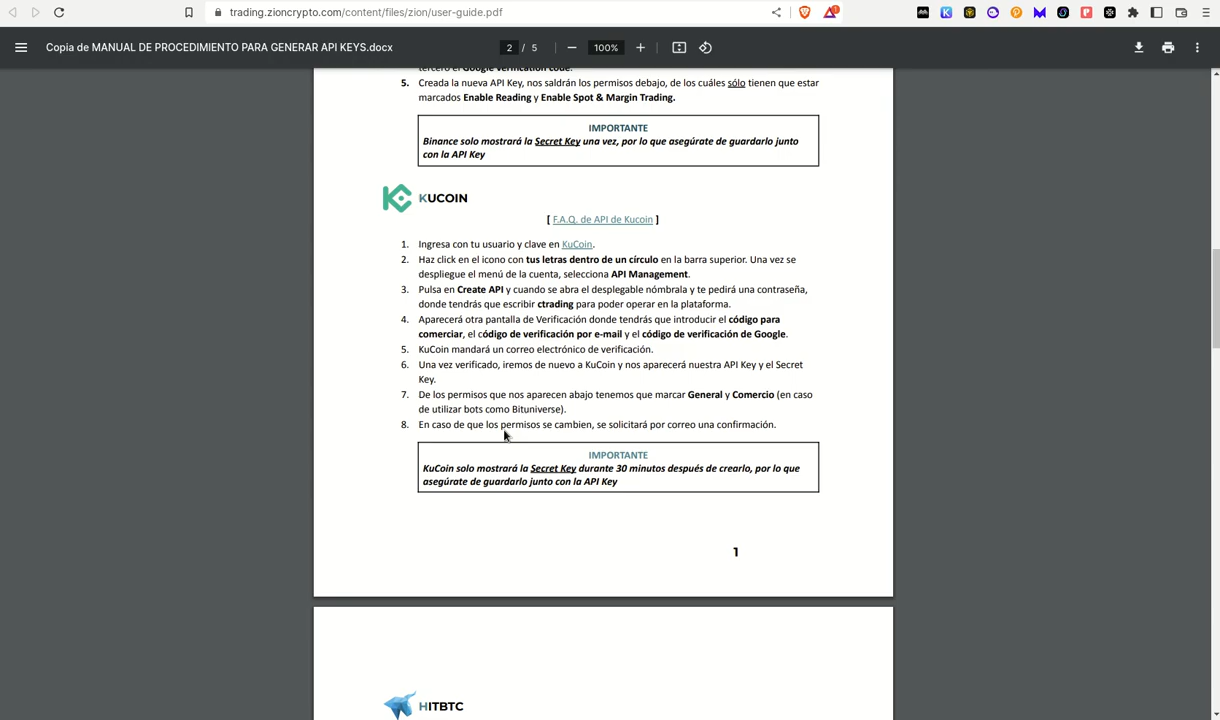 trading.zioncrypto.com/content/files/zion/user-guide.pdf
Copia de MANUAL DE PROCEDIMIENTO PARA GENERAR API KEYS.docx
2 / 5
100%
tercero el Google verification code.
5. Creada la nueva API Key, nos saldrán los permisos debajo, de los cuáles sólo tienen que estar
marcados Enable Reading y Enable Spot & Margin Trading.
IMPORTANTE
Binance solo mostrará la Secret Key una vez, por lo que asegúrate de guardarlo junto
con la API Key
KUCOIN
[ F.A.Q. de API de Kucoin ]
1. Ingresa con tu usuario y clave en KuCoin.
2. Haz click en el icono con tus letras dentro de un círculo en la barra superior. Una vez se
despliegue el menú de la cuenta, selecciona API Management.
3. Pulsa en Create API y cuando se abra el desplegable nómbrala y te pedirá una contraseña,
donde tendrás que escribir ctrading para poder operar en la plataforma.
4. Aparecerá otra pantalla de Verificación donde tendrás que introducir el código para
comerciar, el código de verificación por e-mail y el código de verificación de Google.
5. KuCoin mandará un correo electrónico de verificación.
6. Una vez verificado, iremos de nuevo a KuCoin y nos aparecerá nuestra API Key y el Secret
Key.
7. De los permisos que nos aparecen abajo tenemos que marcar General y Comercio (en caso
de utilizar bots como Bituniverse).
8. En caso de que los permisos se cambien, se solicitará por correo una confirmación.
IMPORTANTE
KuCoin solo mostrará la Secret Key durante 30 minutos después de crearlo, por lo que
asegúrate de guardarlo junto con la API Key
1
HITBTC